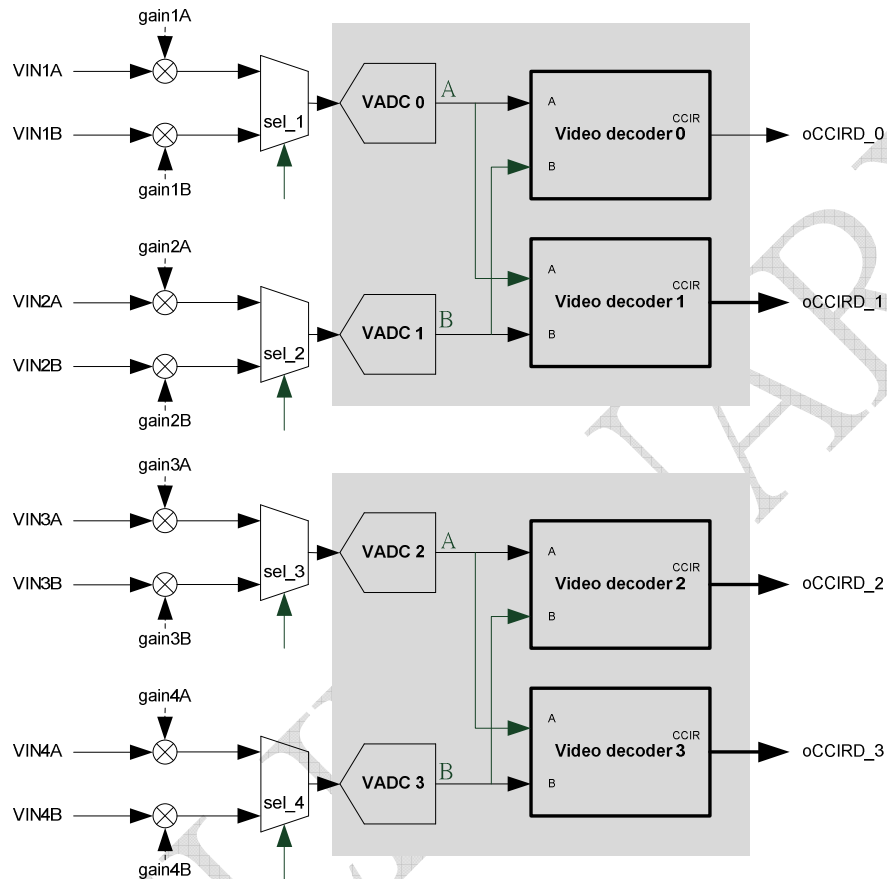 gain1A
VIN1A
VIN1B
gain1B
sel_1
VADC 0
A
A
CCIR
Video decoder 0
B
oCCIRD_0
gain2A
VIN2A
VIN2B
gain2B
sel_2
VADC 1
B
A
CCIR
Video decoder 1
B
oCCIRD_1
gain3A
VIN3A
VIN3B
gain3B
sel_3
VADC 2
A
A
CCIR
Video decoder 2
B
oCCIRD_2
gain4A
VIN4A
VIN4B
gain4B
sel_4
VADC 3
B
A
CCIR
Video decoder 3
B
oCCIRD_3